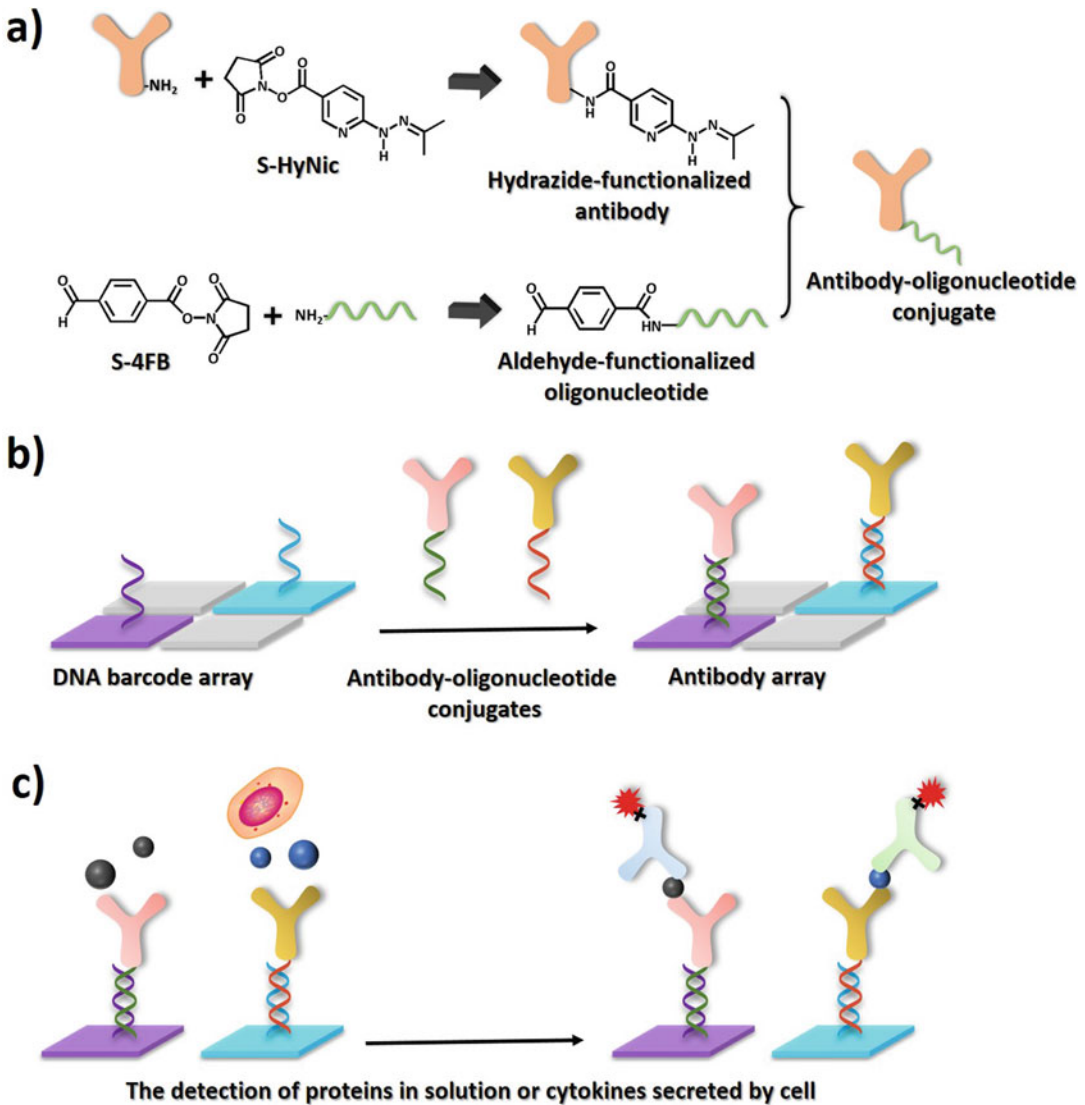 a)
-NH2
+
O
O
N
O
O
N
N
H
N
S-HyNic
O
N
H
N
N
H
N
Hydrazide-functionalized
antibody
Antibody-oligonucleotide
conjugate
O
H
O
O
N
O
O
S-4FB
+
NH2-
O
H
O
HN
Aldehyde-functionalized
oligonucleotide
b)
DNA barcode array
Antibody-oligonucleotide
conjugates
Antibody array
c)
The detection of proteins in solution or cytokines secreted by cell